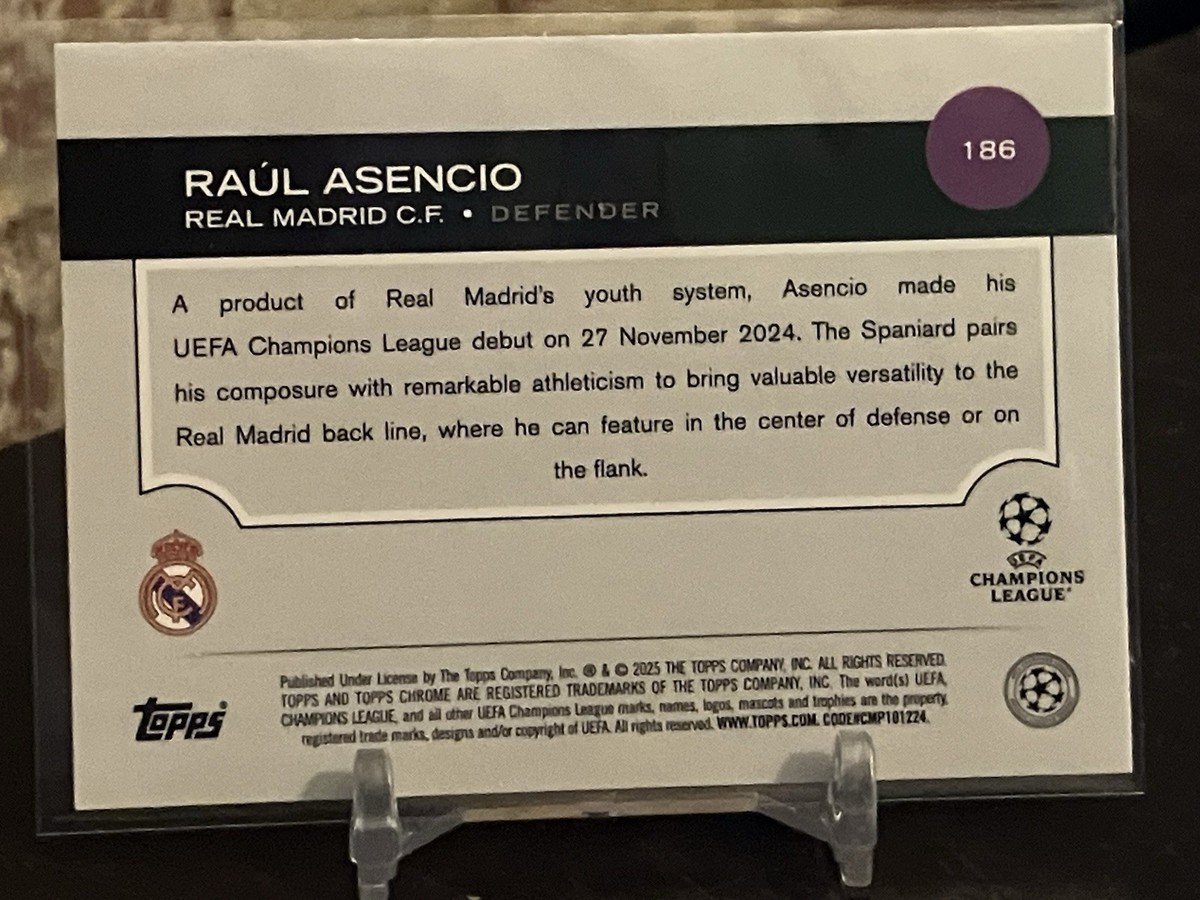 186
RAÚL ASENCIO
REAL MADRID C.F. • DEFENDER
A product of Real Madrid's youth system, Asencio made his
UEFA Champions League debut on 27 November 2024. The Spaniard pairs
his composure with remarkable athleticism to bring valuable versatility to the
Real Madrid back line, where he can feature in the center of defense or on
the flank.
UEFA
CHAMPIONS
LEAGUE®
topps
Published Under License by The Topps Company, Inc. ® & © 2025 THE TOPPS COMPANY, INC. ALL RIGHTS RESERVED.
TOPPS AND TOPPS CHROME ARE REGISTERED TRADEMARKS OF THE TOPPS COMPANY, INC. The word(s) UEFA,
CHAMPIONS LEAGUE, and all other UEFA Champions League marks, names, logos, mascots and trophies are the property,
registered trade marks, designs and/or copyright of UEFA. All rights reserved. WWW.TOPPS.COM. CODE#CMP101224.